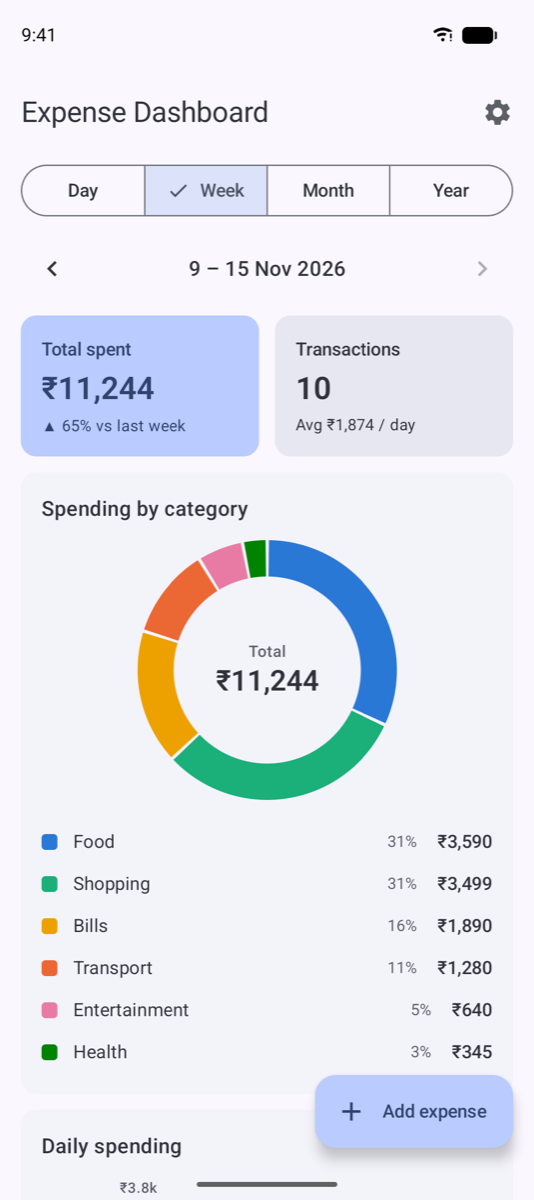 9:41
Expense Dashboard
Day Week Month Year
9 – 15 Nov 2026
Total spent
₹11,244
▲ 65% vs last week
Transactions
10
Avg ₹1,874 / day
Spending by category
Total
₹11,244
Food 31% ₹3,590
Shopping 31% ₹3,499
Bills 16% ₹1,890
Transport 11% ₹1,280
Entertainment 5% ₹640
Health 3% ₹345
Add expense
Daily spending
₹3.8k